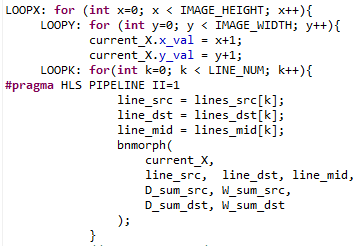 LOOPX: for (int x=0; x < IMAGE_HEIGHT; x++){
LOOPY: for (int y=0; y < IMAGE_WIDTH; y++){
current_X.x_val = x+1;
current_X.y_val = y+1;
LOOPK: for(int k=0; k < LINE_NUM; k++){
#pragma HLS PIPELINE II=1
line_src = lines_src[k];
line_dst = lines_dst[k];
line_mid = lines_mid[k];
bnmorph(
current_X,
line_src, line_dst, line_mid,
D_sum_src, W_sum_src,
D_sum_dst, W_sum_dst
);
}